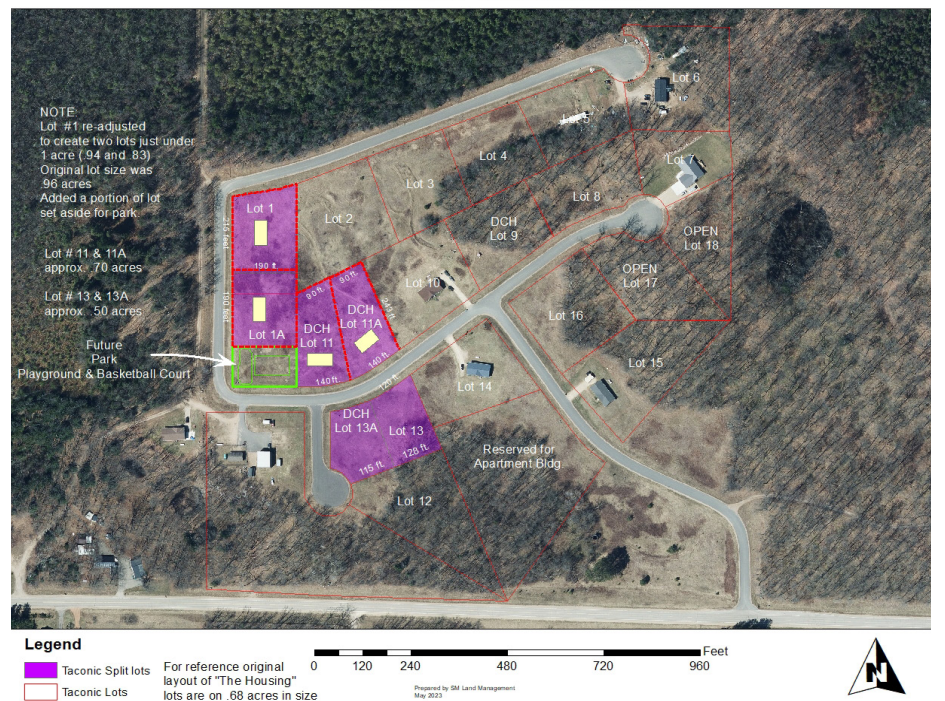 NOTE
Lot #1 re-adjusted
to create two lots just under
1 acre (.94 and .83)
Original lot size was
.96 acres
Added a portion of lot
set aside for park.
Lot # 11 & 11A
approx. .70 acres
Lot # 13 & 13A
approx. .50 acres
Future
Park
Playground & Basketball Court
Lot 6
Lot 7
Lot 4
Lot 3
Lot 8
Lot 2
Lot 1
215 feet
190 ft.
DCH
Lot 9
OPEN
Lot 18
OPEN
Lot 17
Lot 10
90 ft.
90 ft.
190 feet
Lot 1A
DCH
Lot 11
DCH
Lot 11A
140 ft.
140 ft.
Lot 16
Lot 15
Lot 14
120 ft.
DCH
Lot 13A
Lot 13
115 ft.
128 ft.
Reserved for
Apartment Bldg
Lot 12
Legend
Taconic Split lots
Taconic Lots
For reference original
layout of "The Housing"
lots are on .68 acres in size
0 120 240 480 720 960
Feet
Prepared by SM Land Management
May 2023
N